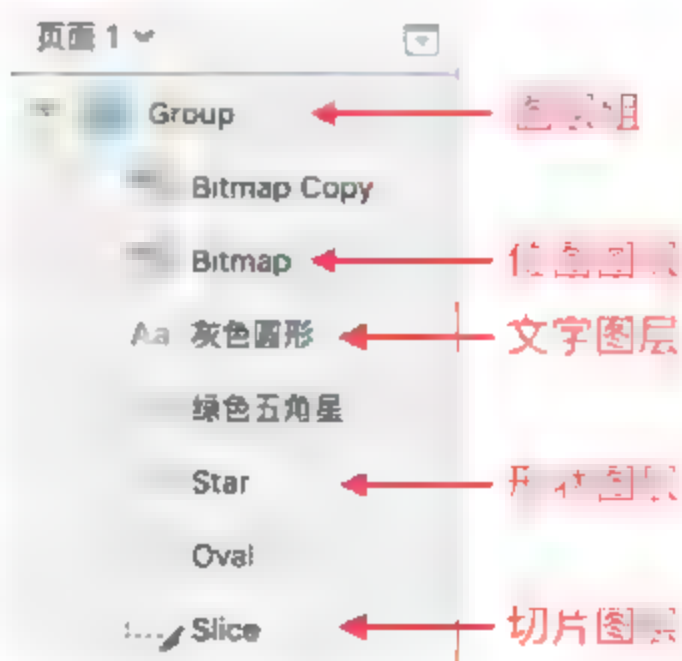 页面 1
Group
Bitmap Copy
Bitmap
Aa 灰色圆形 文字图层
绿色五角星
Star
Oval
Slice 切片图